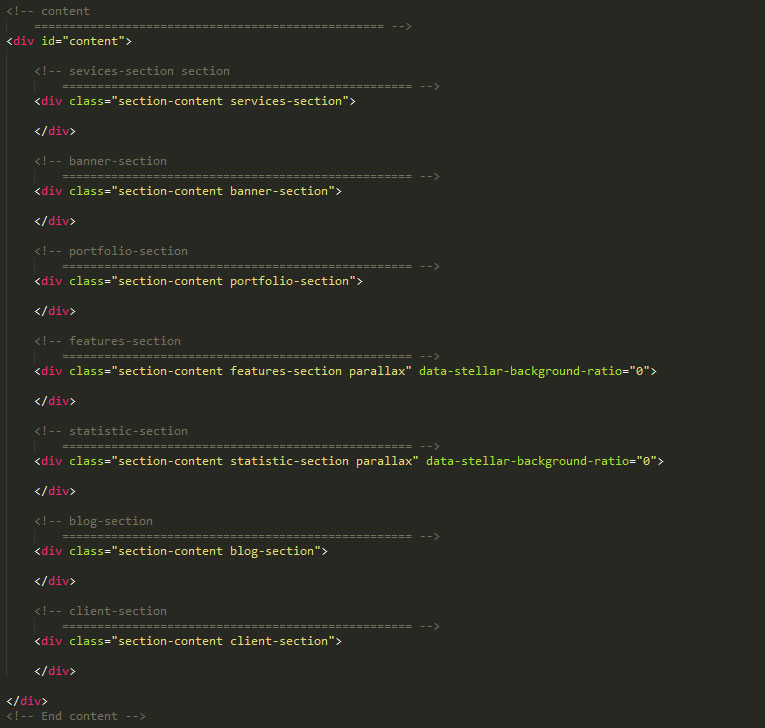 <!-- content
================================================== -->
<div id="content">
<!-- sevices-section section
================================================== -->
<div class="section-content services-section">
</div>
<!-- banner-section
================================================== -->
<div class="section-content banner-section">
</div>
<!-- portfolio-section
================================================== -->
<div class="section-content portfolio-section">
</div>
<!-- features-section
================================================== -->
<div class="section-content features-section parallax" data-stellar-background-ratio="0">
</div>
<!-- statistic-section
================================================== -->
<div class="section-content statistic-section parallax" data-stellar-background-ratio="0">
</div>
<!-- blog-section
================================================== -->
<div class="section-content blog-section">
</div>
<!-- client-section
================================================== -->
<div class="section-content client-section">
</div>
</div>
<!-- End content -->